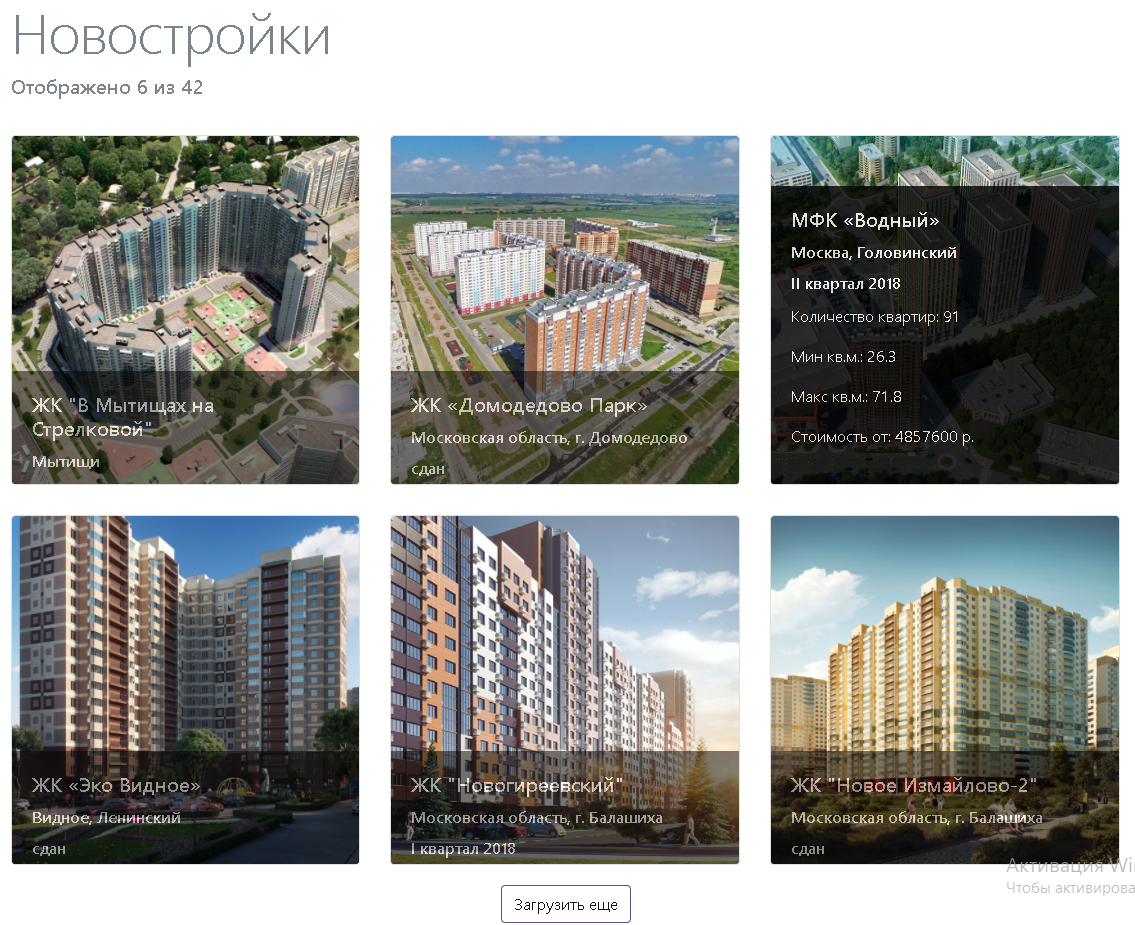 Новостройки
Отображено 6 из 42
ЖК "В Мытищах на
Стрелковой"
Мытищи
ЖК «Домодедово Парк»
Московская область, г. Домодедово
сдан
МФК «Водный»
Москва, Головинский
II квартал 2018
Количество квартир: 91
Мин кв.м.: 26.3
Макс кв.м.: 71.8
Стоимость от: 4857600 р.
ЖК «Эко Видное»
Видное, Ленинский
сдан
ЖК "Новогиреевский"
Московская область, г. Балашиха
I квартал 2018
ЖК "Новое Измайлово-2"
Московская область, г. Балашиха
сдан
Активация Wi
Чтобы активирова
Загрузить еще